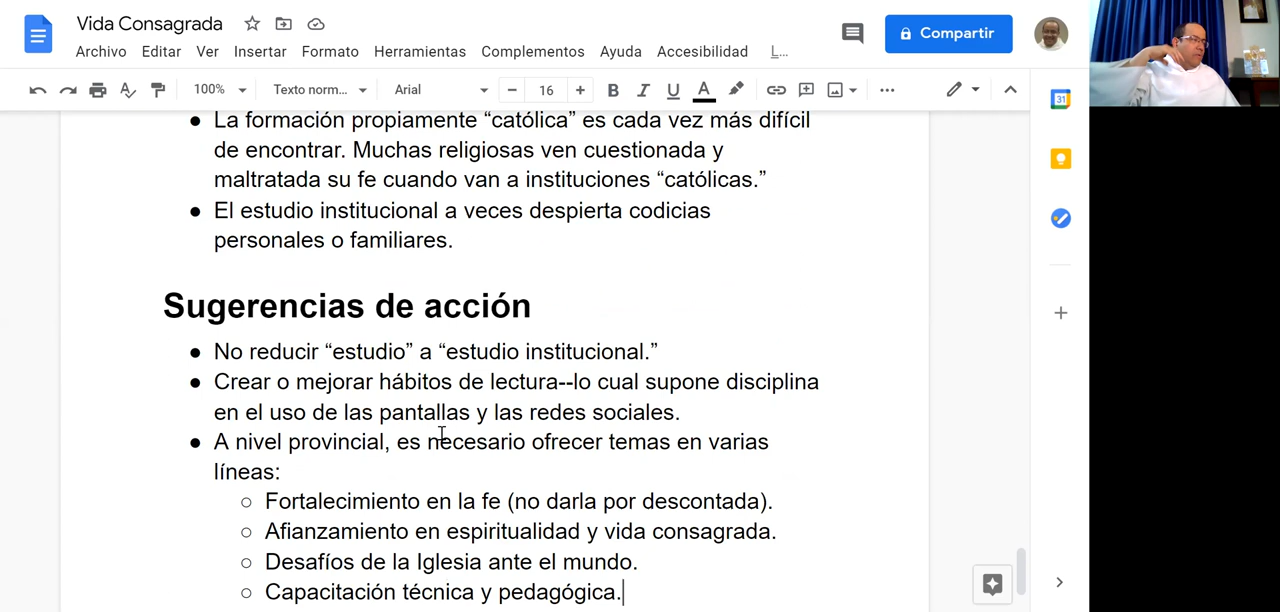 Vida Consagrada
Archivo Editar Ver Insertar Formato Herramientas Complementos Ayuda Accesibilidad L...
Compartir
100% Texto norm... Arial − 16 + B I U A
31
La formación propiamente “católica” es cada vez más difícil
de encontrar. Muchas religiosas ven cuestionada y
maltratada su fe cuando van a instituciones “católicas.”
El estudio institucional a veces despierta codicias
personales o familiares.
Sugerencias de acción
No reducir “estudio” a “estudio institucional.”
Crear o mejorar hábitos de lectura--lo cual supone disciplina
en el uso de las pantallas y las redes sociales.
A nivel provincial, es necesario ofrecer temas en varias
líneas:
Fortalecimiento en la fe (no darla por descontada).
Afianzamiento en espiritualidad y vida consagrada.
Desafíos de la Iglesia ante el mundo.
Capacitación técnica y pedagógica.